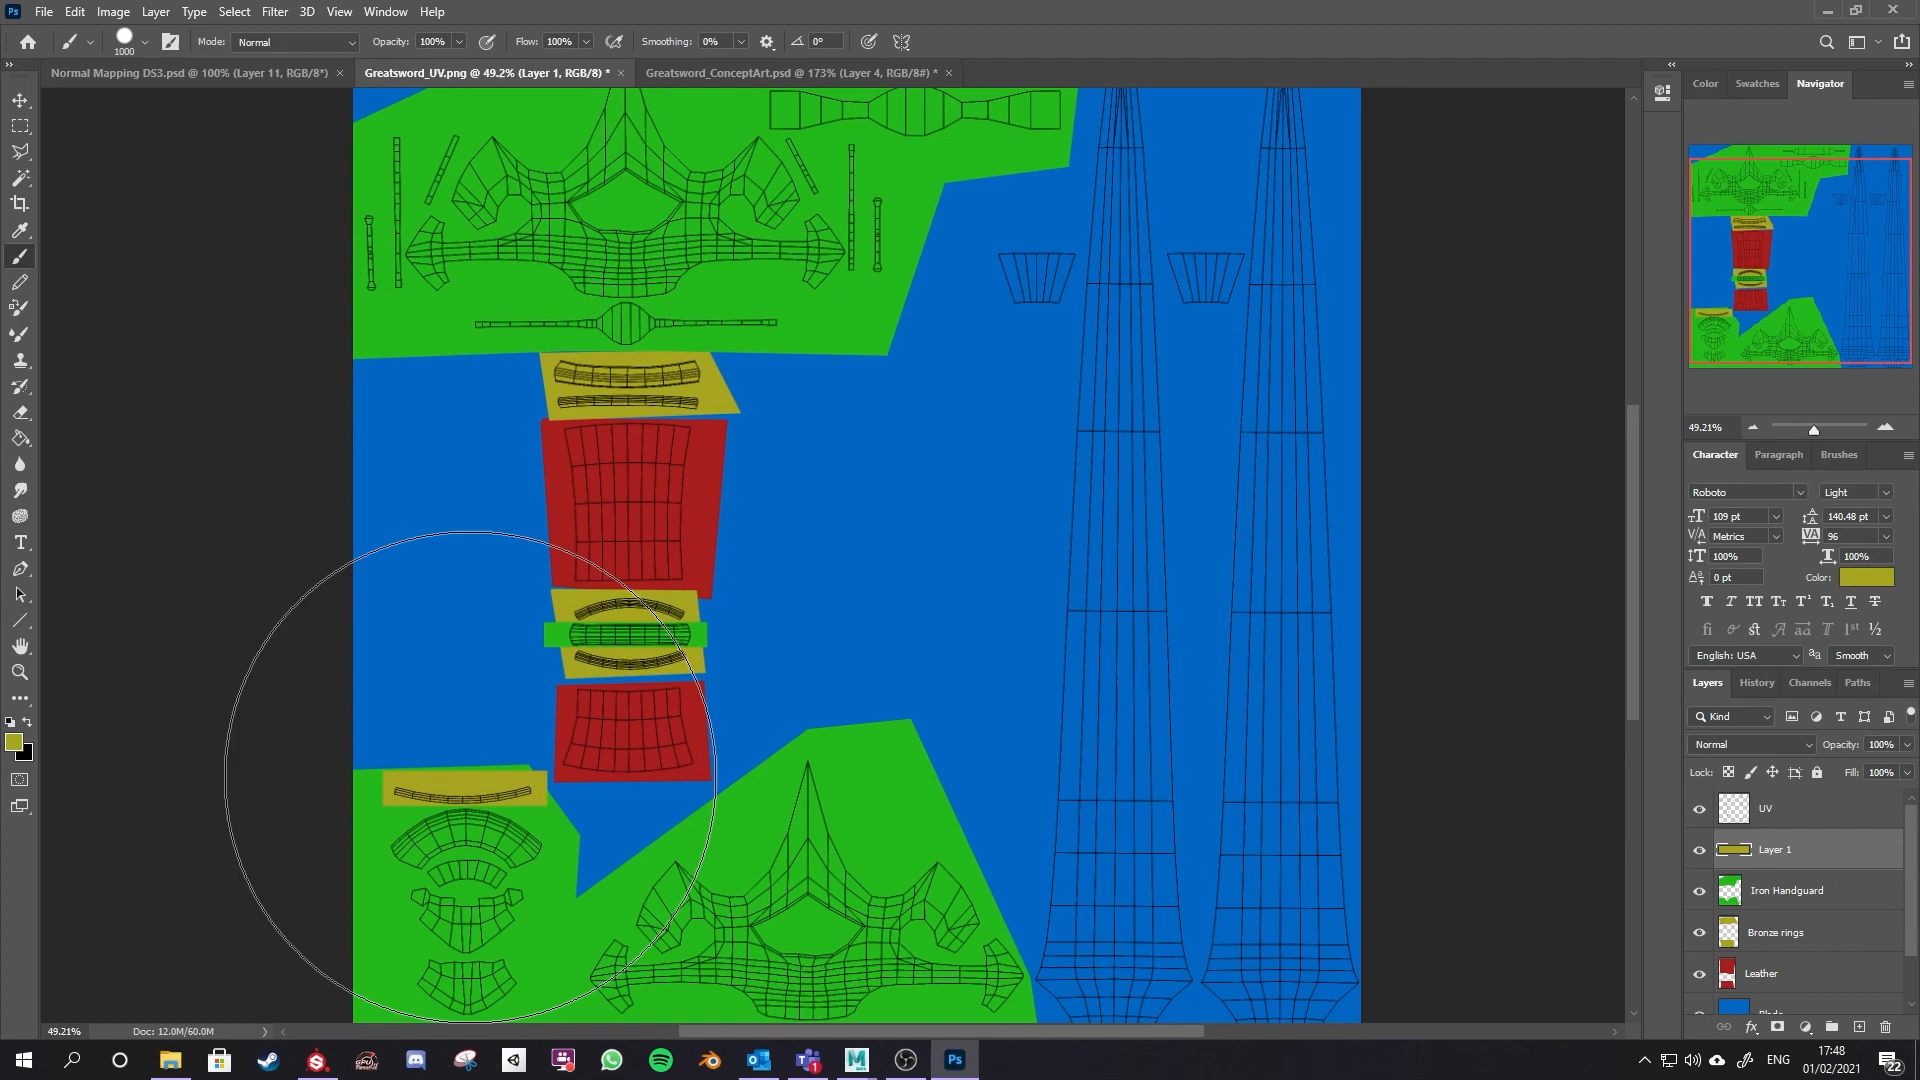 File Edit Image Layer Type Select Filter 3D View Window Help
1000 Mode: Normal Opacity: 100% Flow: 100% Smoothing: 0% 0°
Normal Mapping DS3.psd @ 100% (Layer 11, RGB/8*) Greatsword_UV.png @ 49.2% (Layer 1, RGB/8) * Greatsword_ConceptArt.psd @ 173% (Layer 4, RGB/8#) *
Color Swatches Navigator
49.21%
Character Paragraph Brushes
Roboto Light
109 pt 140.48 pt
Metrics 96
100% 100%
0 pt Color:
English: USA aa Smooth
Layers History Channels Paths
Kind
Normal Opacity: 100%
Lock: Fill: 100%
UV
Layer 1
Iron Handguard
Bronze rings
Leather
49.21% Doc: 12.0M/60.0M
ENG 17:48
01/02/2021 22